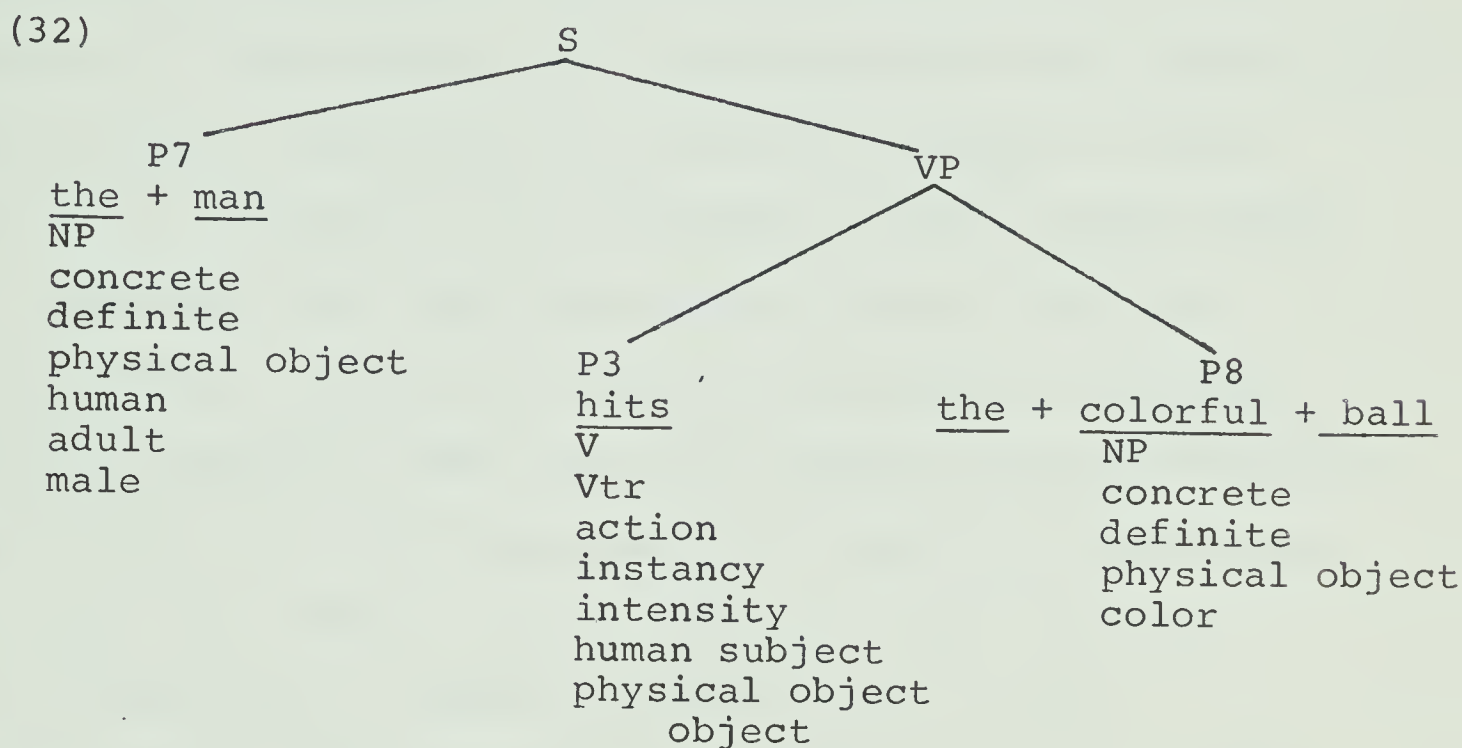 (32)
S
P7
the + man
NP
concrete
definite
physical object
human
adult
male
VP
P3
hits
V
Vtr
action
instancy
intensity
human subject
physical object
object
P8
the + colorful + ball
NP
concrete
definite
physical object
color